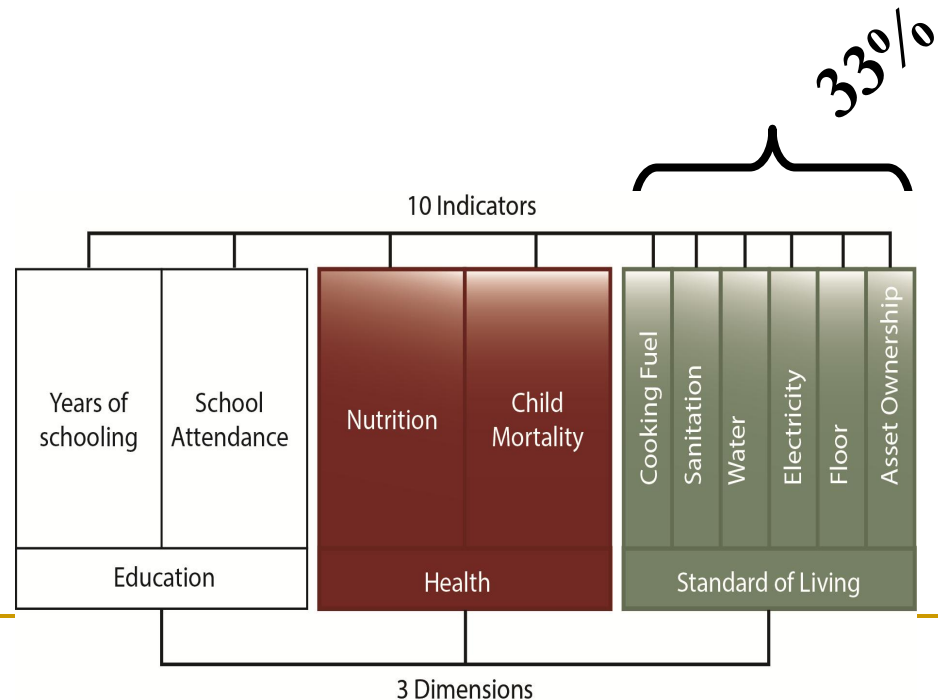 33%
10 Indicators
Years of
schooling
School
Attendance
Nutrition
Child
Mortality
Cooking Fuel
Sanitation
Water
Electricity
Floor
Asset Ownership
Education
Health
Standard of Living
3 Dimensions